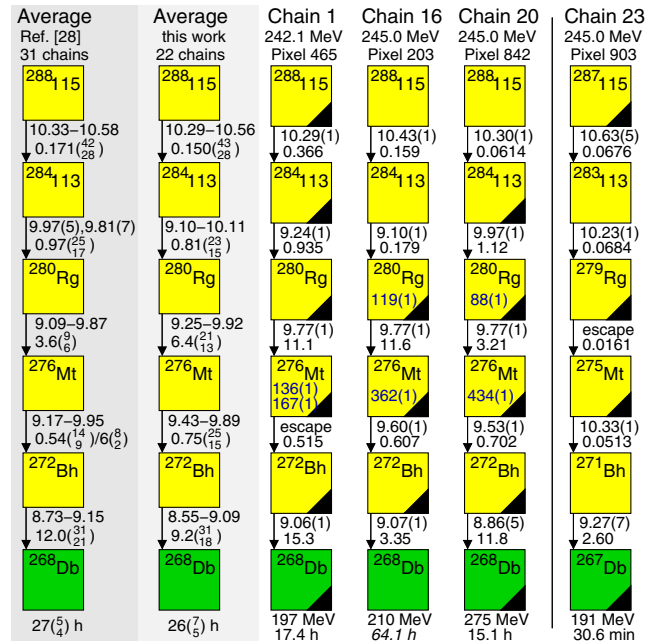 Average Average Chain 1 Chain 16 Chain 20 Chain 23
Ref. [28] this work 242.1 MeV 245.0 MeV 245.0 MeV 245.0 MeV
31 chains 22 chains Pixel 465 Pixel 203 Pixel 842 Pixel 903
²⁸⁸115 ²⁸⁸115 ²⁸⁸115 ²⁸⁸115 ²⁸⁸115 ²⁸⁷115
10.33–10.58 10.29–10.56 10.29(1) 10.43(1) 10.30(1) 10.63(5)
0.171(⁴²₂₈) 0.150(⁴³₂₈) 0.366 0.159 0.0614 0.0676
²⁸⁴113 ²⁸⁴113 ²⁸⁴113 ²⁸⁴113 ²⁸⁴113 ²⁸³113
9.97(5),9.81(7) 9.10–10.11 9.24(1) 9.10(1) 9.97(1) 10.23(1)
0.97(²⁵₁₇) 0.81(²³₁₅) 0.935 0.179 1.12 0.0684
²⁸⁰Rg ²⁸⁰Rg ²⁸⁰Rg ²⁸⁰Rg ²⁸⁰Rg ²⁷⁹Rg
119(1) 88(1)
9.09–9.87 9.25–9.92 9.77(1) 9.77(1) 9.77(1) escape
3.6(⁹₆) 6.4(²¹₁₃) 11.1 11.6 3.21 0.0161
²⁷⁶Mt ²⁷⁶Mt ²⁷⁶Mt ²⁷⁶Mt ²⁷⁶Mt ²⁷⁵Mt
136(1) 362(1) 434(1)
167(1)
9.17–9.95 9.43–9.89 escape 9.60(1) 9.53(1) 10.33(1)
0.54(¹⁴₉)/6(⁸₂) 0.75(²⁵₁₅) 0.515 0.607 0.702 0.0513
²⁷²Bh ²⁷²Bh ²⁷²Bh ²⁷²Bh ²⁷²Bh ²⁷¹Bh
8.73–9.15 8.55–9.09 9.06(1) 9.07(1) 8.86(5) 9.27(7)
12.0(³¹₂₁) 9.2(³¹₁₈) 15.3 3.35 11.8 2.60
²⁶⁸Db ²⁶⁸Db ²⁶⁸Db ²⁶⁸Db ²⁶⁸Db ²⁶⁷Db
27(⁵₄) h 26(⁷₅) h 197 MeV 210 MeV 275 MeV 191 MeV
17.4 h 64.1 h 15.1 h 30.6 min